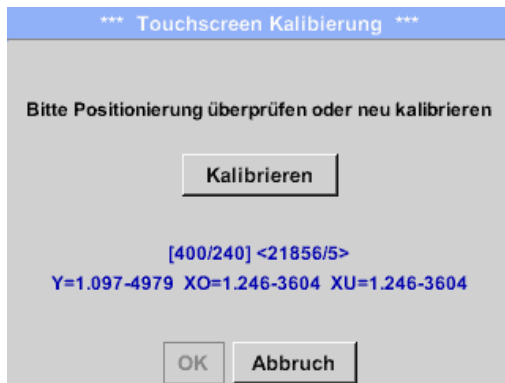 *** Touchscreen Kalibierung ***
Bitte Positionierung überprüfen oder neu kalibrieren
Kalibrieren
[400/240] <21856/5>
Y=1.097-4979 XO=1.246-3604 XU=1.246-3604
OK Abbruch